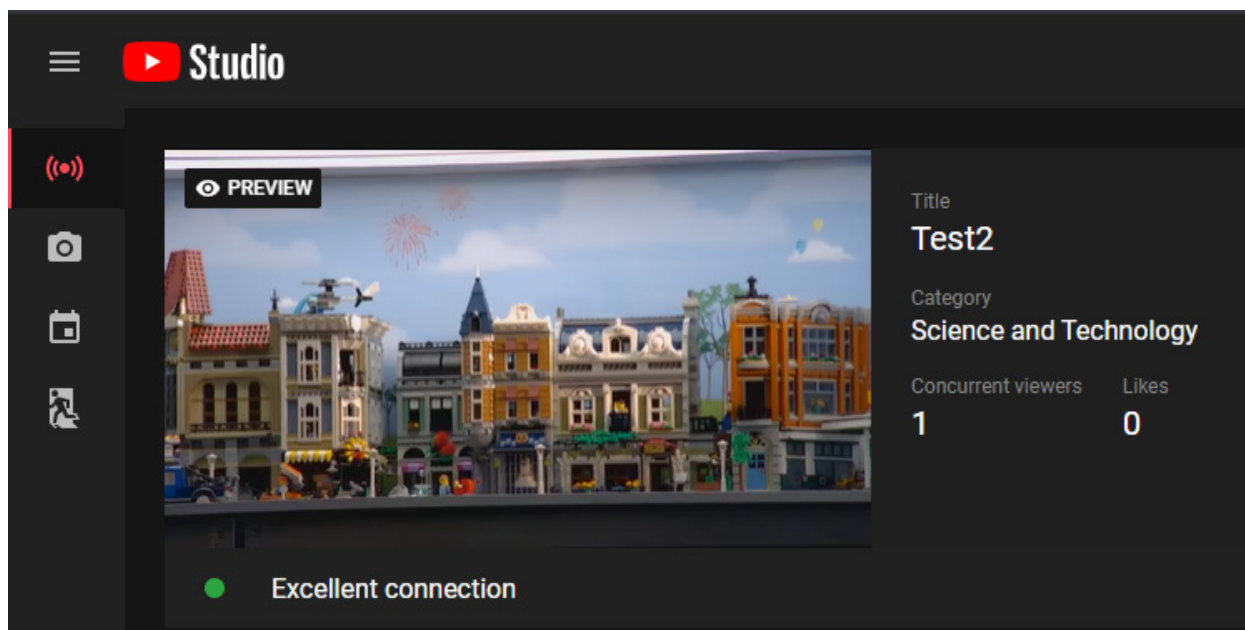 Studio
PREVIEW
Title
Test2
Category
Science and Technology
Concurrent viewers
Likes
1
0
Excellent connection